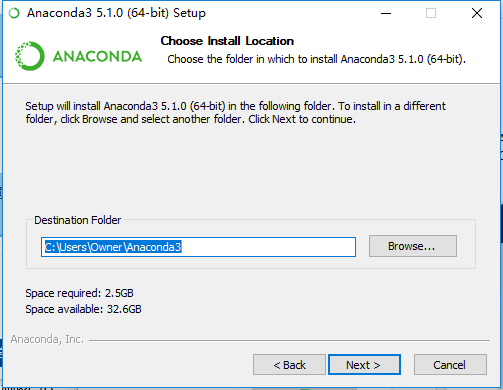 Anaconda3 5.1.0 (64-bit) Setup
Choose Install Location
Choose the folder in which to install Anaconda3 5.1.0 (64-bit).
ANACONDA
Setup will install Anaconda3 5.1.0 (64-bit) in the following folder. To install in a different
folder, click Browse and select another folder. Click Next to continue.
Destination Folder
C:\Users\Owner\Anaconda3
Browse...
Space required: 2.5GB
Space available: 32.6GB
Anaconda, Inc.
< Back
Next >
Cancel